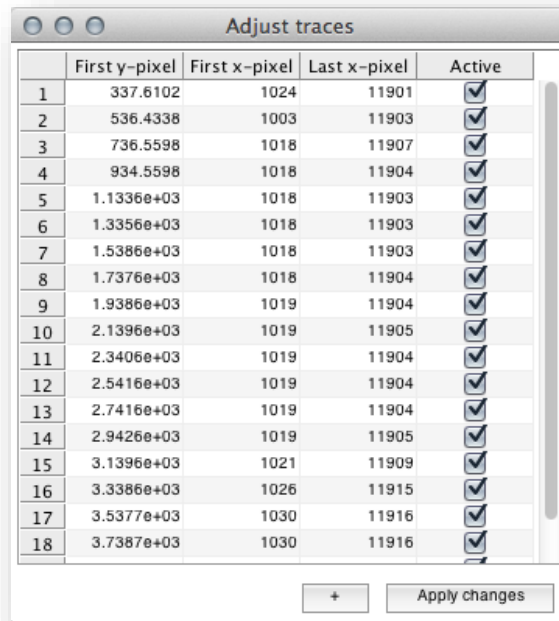 Adjust traces
First y-pixel First x-pixel Last x-pixel Active
1 337.6102 1024 11901
2 536.4338 1003 11903
3 736.5598 1018 11907
4 934.5598 1018 11904
5 1.1336e+03 1018 11903
6 1.3356e+03 1018 11903
7 1.5386e+03 1018 11903
8 1.7376e+03 1018 11904
9 1.9386e+03 1019 11904
10 2.1396e+03 1019 11905
11 2.3406e+03 1019 11904
12 2.5416e+03 1019 11904
13 2.7416e+03 1019 11904
14 2.9426e+03 1019 11905
15 3.1396e+03 1021 11909
16 3.3386e+03 1026 11915
17 3.5377e+03 1030 11916
18 3.7387e+03 1030 11916
+ Apply changes